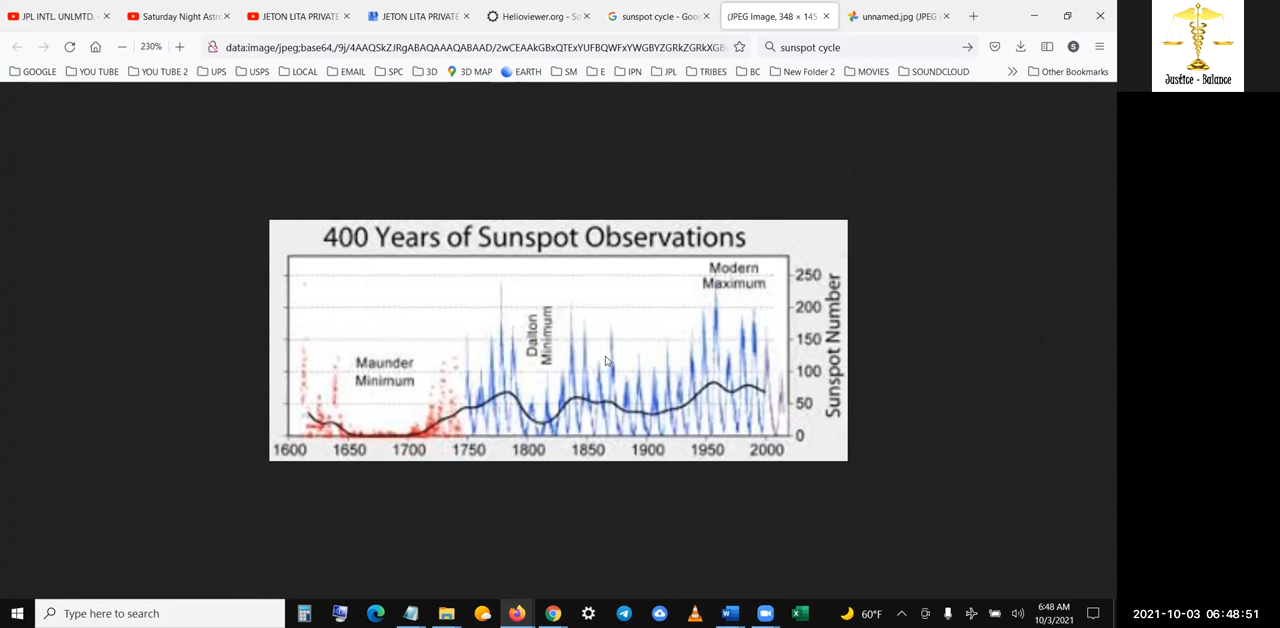 JPL INTL. UNLMTD. -
Saturday Night Astro
JETON LITA PRIVATE
JETON LITA PRIVATE
Helioviewer.org - So
sunspot cycle - Goog
(JPEG Image, 348 × 145
unnamed.jpg (JPEG I
230%
data:image/jpeg;base64,/9j/4AAQSkZJRgABAQAAAQABAAD/2wCEAAkGBxQTExYUFBQWFxYWGBYZGRkZGRkXGB
sunspot cycle
S
GOOGLE
YOU TUBE
YOU TUBE 2
UPS
USPS
LOCAL
EMAIL
SPC
3D
3D MAP
EARTH
SM
E
IPN
JPL
TRIBES
BC
New Folder 2
MOVIES
SOUNDCLOUD
Other Bookmarks
Justice - Balance
400 Years of Sunspot Observations
Modern
Maximum
Dalton
Minimum
Maunder
Minimum
250
200
150
100
50
0
Sunspot Number
1600 1650 1700 1750 1800 1850 1900 1950 2000
Type here to search
60°F
6:48 AM
10/3/2021
2021-10-03 06:48:51